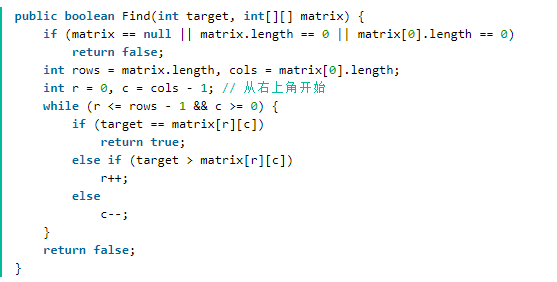 public boolean Find(int target, int[][] matrix) {
    if (matrix == null || matrix.length == 0 || matrix[0].length == 0)
        return false;
    int rows = matrix.length, cols = matrix[0].length;
    int r = 0, c = cols - 1; // 从右上角开始
    while (r <= rows - 1 && c >= 0) {
        if (target == matrix[r][c])
            return true;
        else if (target > matrix[r][c])
            r++;
        else
            c--;
    }
    return false;
}